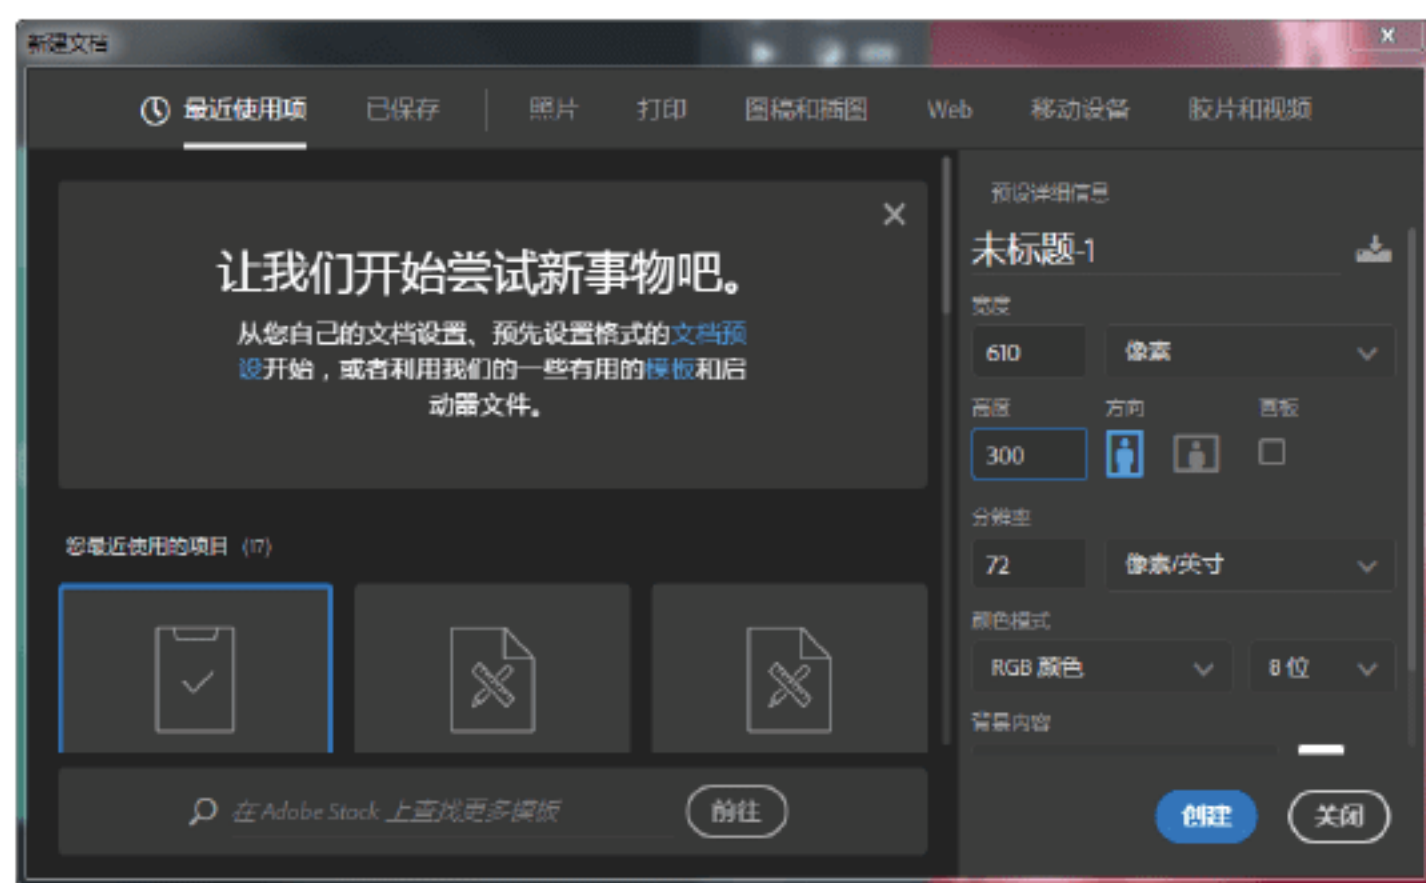 新建文档
最近使用项 已保存 照片 打印 图稿和插图 Web 移动设备 胶片和视频
让我们开始尝试新事物吧。
从您自己的文档设置、预先设置格式的文档预
设开始，或者利用我们的一些有用的模板和启
动器文件。
您最近使用的项目 (17)
在 Adobe Stock 上查找更多模板 前往
预设详细信息
未标题-1
宽度
610 像素
高度 方向 画板
300
分辨率
72 像素/英寸
颜色模式
RGB 颜色 8 位
背景内容
创建 关闭